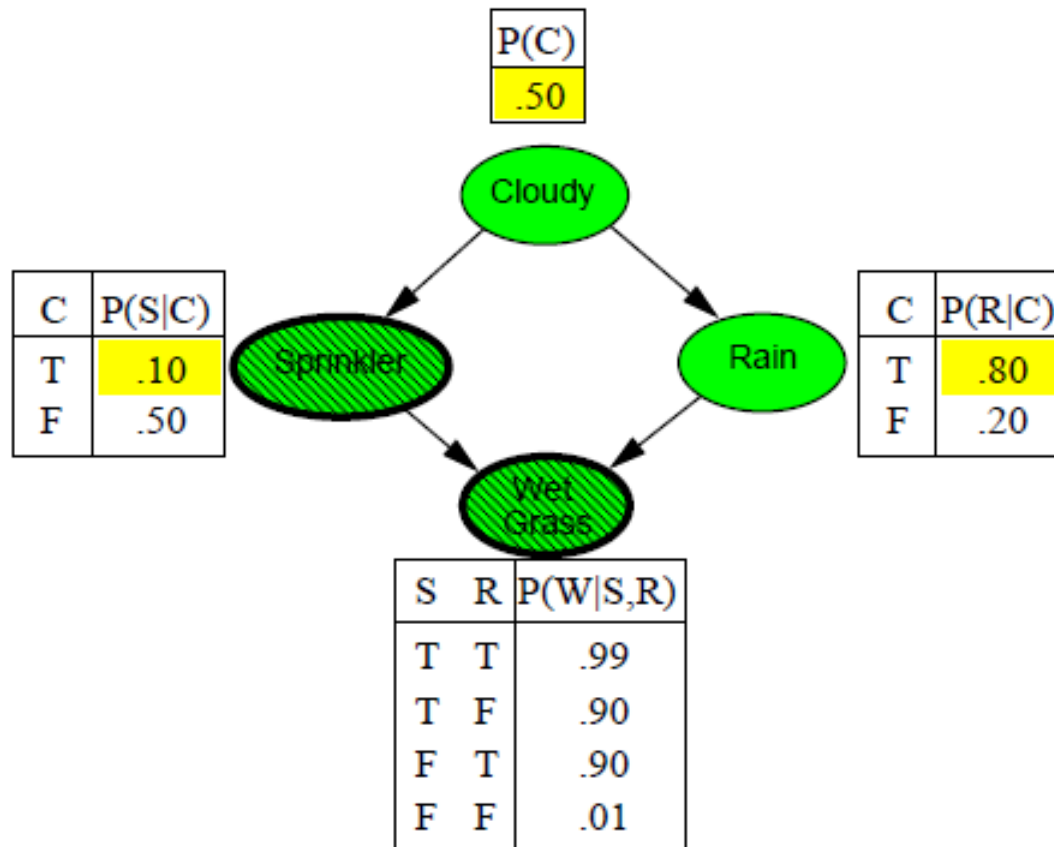 P(C)
.50
Cloudy
C P(S|C)
T .10
F .50
Sprinkler
Rain
C P(R|C)
T .80
F .20
Wet
Grass
S R P(W|S,R)
T T .99
T F .90
F T .90
F F .01